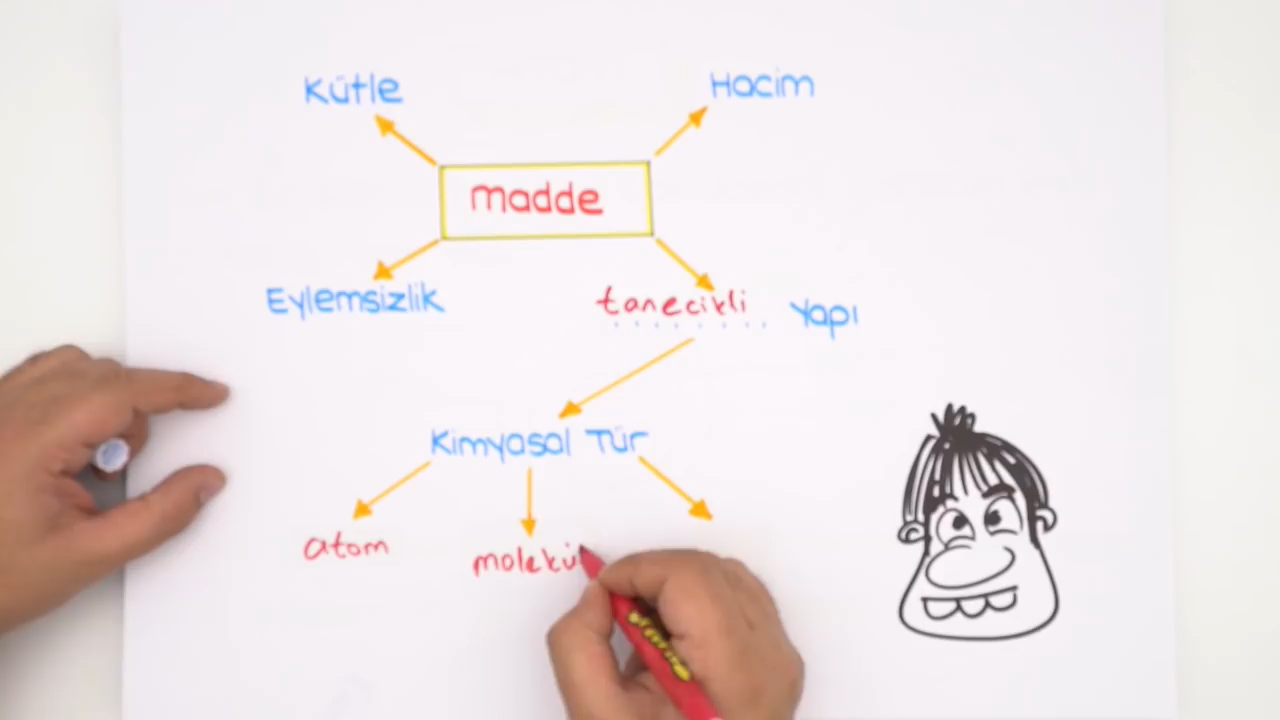 Kütle
Hacim
madde
Eylemsizlik
tanecikli Yapı
Kimyasal Tür
atom
molekü